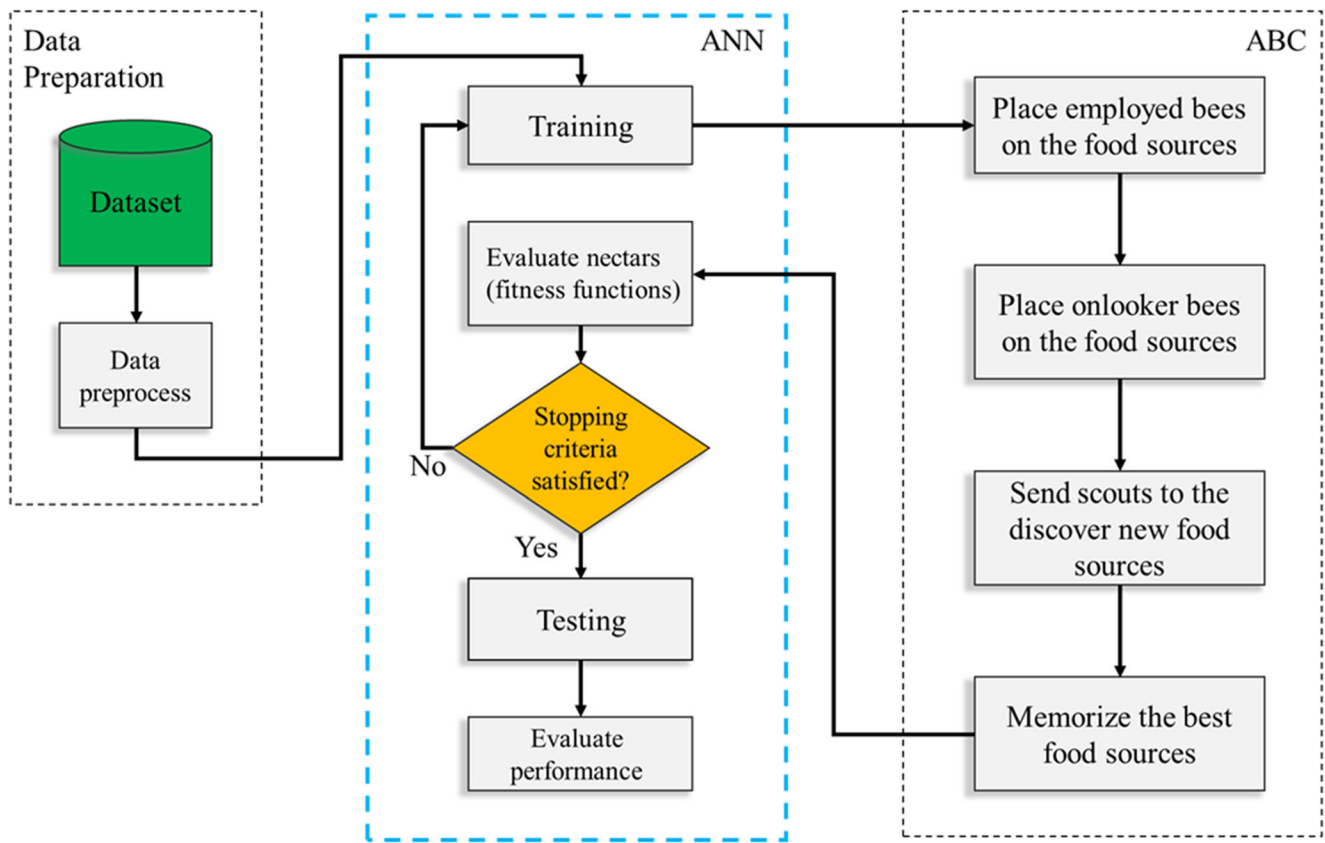 Data
Preparation
Dataset
Data
preprocess
ANN
Training
Evaluate nectars
(fitness functions)
Stopping
criteria
satisfied?
No
Yes
Testing
Evaluate
performance
ABC
Place employed bees
on the food sources
Place onlooker bees
on the food sources
Send scouts to the
discover new food
sources
Memorize the best
food sources